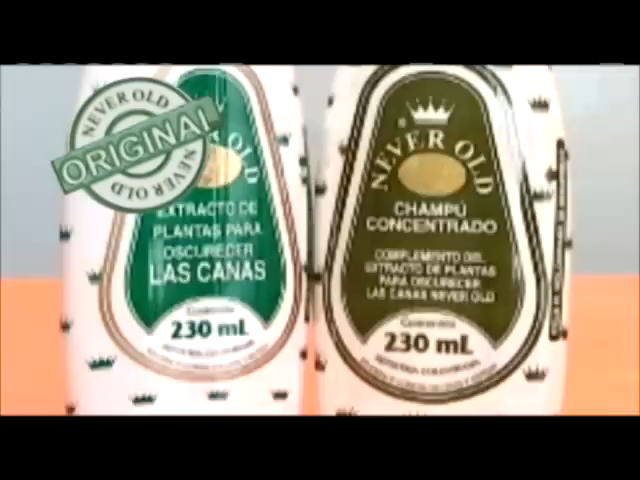 NEVER OLD
ORIGINAL
NEVER OLD
R OLD
EXTRACTO DE
PLANTAS PARA
OSCURECER
LAS CANAS
230 mL
NEVER OLD
CHAMPÚ
CONCENTRADO
COMPLEMENTO DEL
EXTRACTO DE PLANTAS
PARA OSCURECER
LAS CANAS NEVER OLD
230 mL